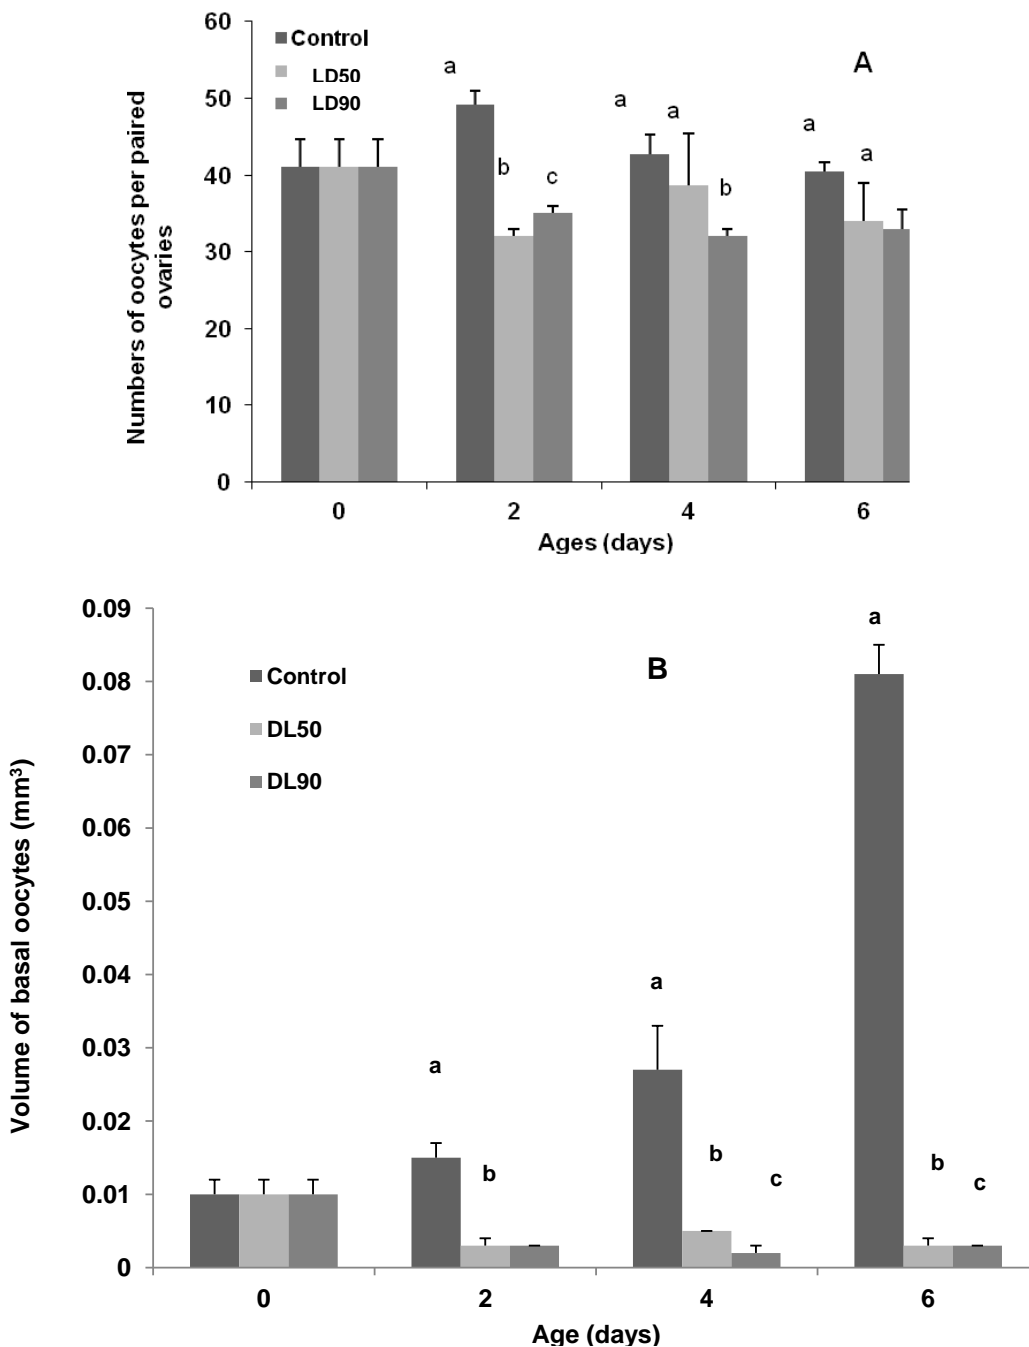 60
50
40
30
20
10
0
Numbers of oocytes per paired
ovaries
Control
LD50
LD90
A
a
b
c
a
a
b
a
a
0
2
4
6
Ages (days)
0.09
0.08
0.07
0.06
0.05
0.04
0.03
0.02
0.01
0
Volume of basal oocytes (mm³)
Control
DL50
DL90
B
a
b
a
b
c
a
b
c
0
2
4
6
Age (days)